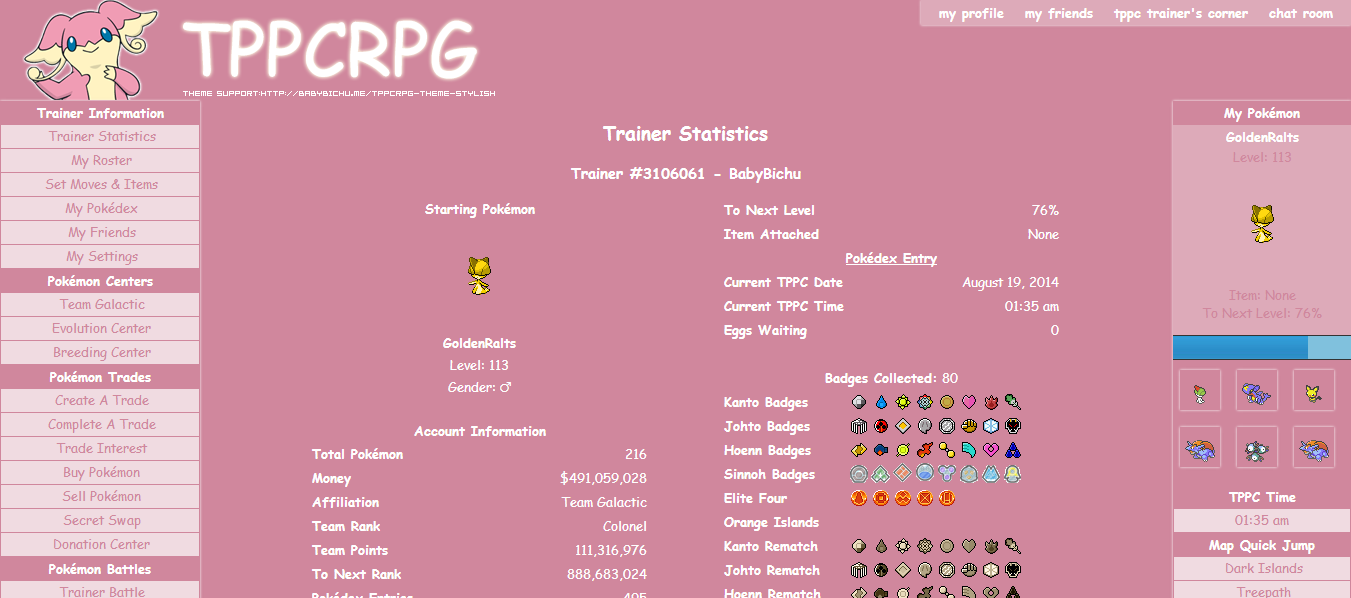 my profile my friends tppc trainer's corner chat room
TPPCRPG
THEME SUPPORT:HTTP://BABYBICHU.ME/TPPCRPG-THEME-STYLISH
Trainer Information
Trainer Statistics
My Roster
Set Moves & Items
My Pokédex
My Friends
My Settings
Pokémon Centers
Team Galactic
Evolution Center
Breeding Center
Pokémon Trades
Create A Trade
Complete A Trade
Trade Interest
Buy Pokémon
Sell Pokémon
Secret Swap
Donation Center
Pokémon Battles
Trainer Battle
Trainer Statistics
Trainer #3106061 - BabyBichu
Starting Pokémon
GoldenRalts
Level: 113
Gender: ♂
Account Information
Total Pokémon 216
Money $491,059,028
Affiliation Team Galactic
Team Rank Colonel
Team Points 111,316,976
To Next Rank 888,683,024
Pokédex Entries 495
To Next Level 76%
Item Attached None
Pokédex Entry
Current TPPC Date August 19, 2014
Current TPPC Time 01:35 am
Eggs Waiting 0
Badges Collected: 80
Kanto Badges
Johto Badges
Hoenn Badges
Sinnoh Badges
Elite Four
Orange Islands
Kanto Rematch
Johto Rematch
Hoenn Rematch
My Pokémon
GoldenRalts
Level: 113
Item: None
To Next Level: 76%
TPPC Time
01:35 am
Map Quick Jump
Dark Islands
Treepath